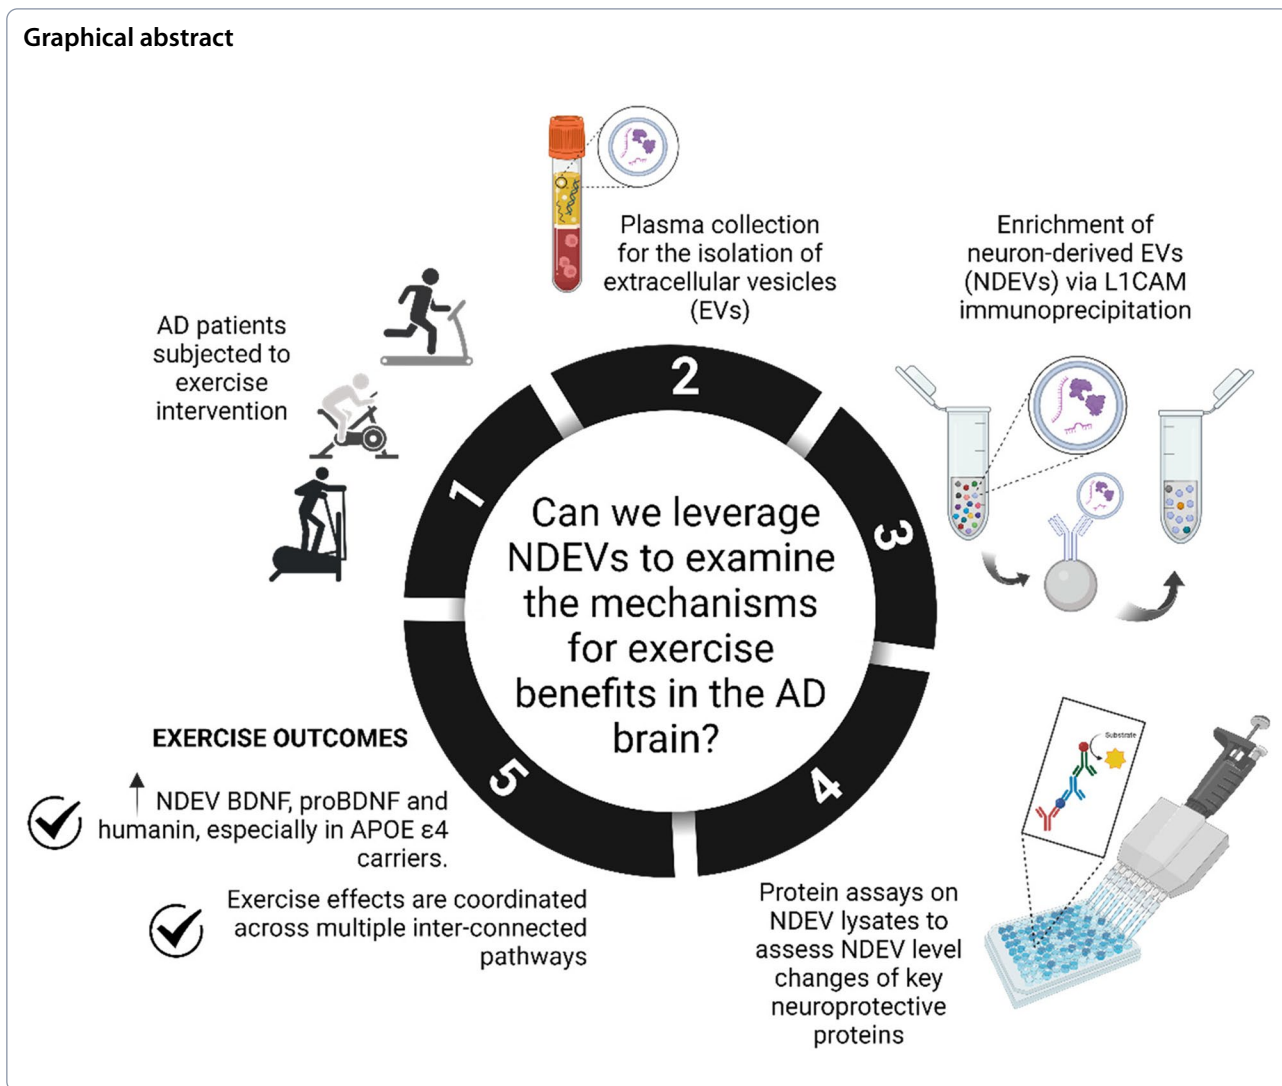 Graphical abstract
AD patients
subjected to
exercise
intervention
Plasma collection
for the isolation of
extracellular vesicles
(EVs)
Enrichment of
neuron-derived EVs
(NDEVs) via L1CAM
immunoprecipitation
1
2
3
4
5
Can we leverage
NDEVs to examine
the mechanisms
for exercise
benefits in the AD
brain?
Substrate
Protein assays on
NDEV lysates to
assess NDEV level
changes of key
neuroprotective
proteins
EXERCISE OUTCOMES
NDEV BDNF, proBDNF and
humanin, especially in APOE ε4
carriers.
Exercise effects are coordinated
across multiple inter-connected
pathways